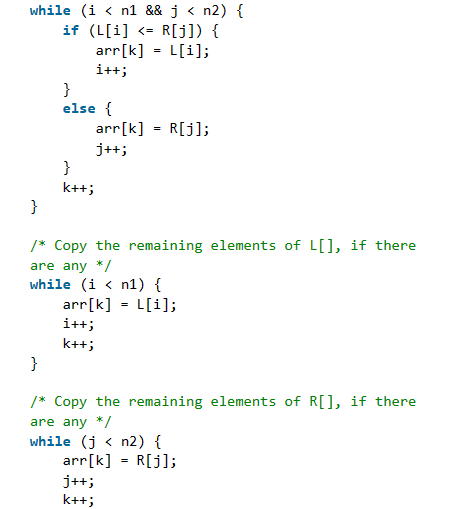 while (i < n1 && j < n2) {
    if (L[i] <= R[j]) {
        arr[k] = L[i];
        i++;
    }
    else {
        arr[k] = R[j];
        j++;
    }
    k++;
}
/* Copy the remaining elements of L[], if there
are any */
while (i < n1) {
    arr[k] = L[i];
    i++;
    k++;
}
/* Copy the remaining elements of R[], if there
are any */
while (j < n2) {
    arr[k] = R[j];
    j++;
    k++;